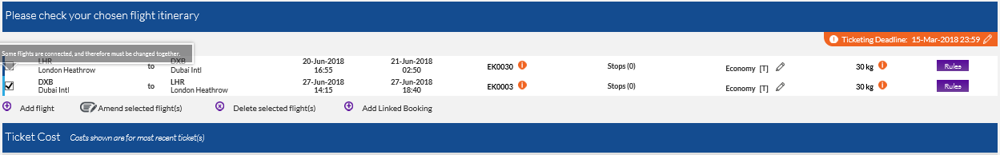 Please check your chosen flight itinerary
Ticketing Deadline: 15-Mar-2018 23:59
Some flights are connected, and therefore must be changed together.
LHR to DXB 20-Jun-2018 21-Jun-2018 EK0030 Stops (0) Economy [T] 30 kg Rules
London Heathrow Dubai Intl 16:55 02:50
DXB to LHR 27-Jun-2018 27-Jun-2018 EK0003 Stops (0) Economy [T] 30 kg Rules
Dubai Intl London Heathrow 14:15 18:40
Add flight Amend selected flight(s) Delete selected flight(s) Add Linked Booking
Ticket Cost Costs shown are for most recent ticket(s)